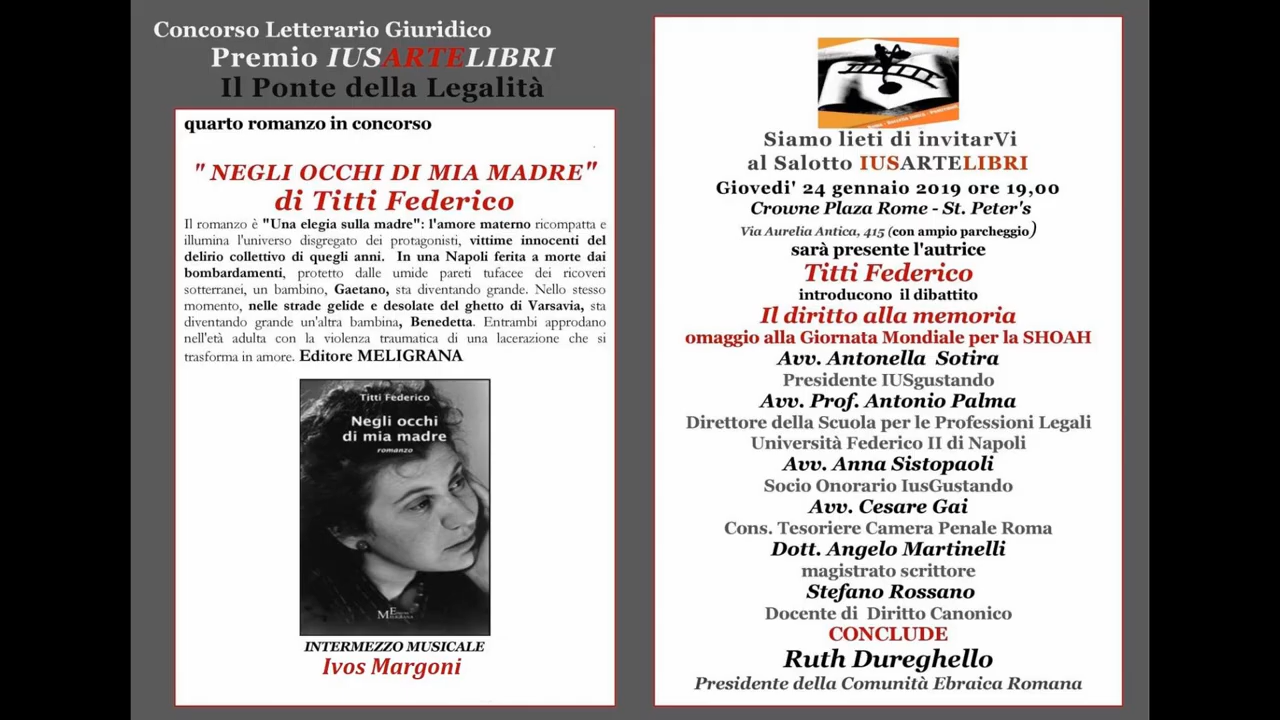 Concorso Letterario Giuridico
Premio IUSARTELIBRI
Il Ponte della Legalità
quarto romanzo in concorso
" NEGLI OCCHI DI MIA MADRE"
di Titti Federico
Il romanzo è "Una elegia sulla madre": l'amore materno ricompatta e
illumina l'universo disgregato dei protagonisti, vittime innocenti del
delirio collettivo di quegli anni. In una Napoli ferita a morte dai
bombardamenti, protetto dalle umide pareti tufacee dei ricoveri
sotterranei, un bambino, Gaetano, sta diventando grande. Nello stesso
momento, nelle strade gelide e desolate del ghetto di Varsavia, sta
diventando grande un'altra bambina, Benedetta. Entrambi approdano
nell'età adulta con la violenza traumatica di una lacerazione che si
trasforma in amore. Editore MELIGRANA
Titti Federico
Negli occhi
di mia madre
romanzo
INTERMEZZO MUSICALE
Ivos Margoni
Siamo lieti di invitarVi
al Salotto IUSARTELIBRI
Giovedi' 24 gennaio 2019 ore 19,00
Crowne Plaza Rome - St. Peter's
Via Aurelia Antica, 415 (con ampio parcheggio)
sarà presente l'autrice
Titti Federico
introducono il dibattito
Il diritto alla memoria
omaggio alla Giornata Mondiale per la SHOAH
Avv. Antonella Sotira
Presidente IUSgustando
Avv. Prof. Antonio Palma
Direttore della Scuola per le Professioni Legali
Università Federico II di Napoli
Avv. Anna Sistopaoli
Socio Onorario IusGustando
Avv. Cesare Gai
Cons. Tesoriere Camera Penale Roma
Dott. Angelo Martinelli
magistrato scrittore
Stefano Rossano
Docente di Diritto Canonico
CONCLUDE
Ruth Dureghello
Presidente della Comunità Ebraica Romana